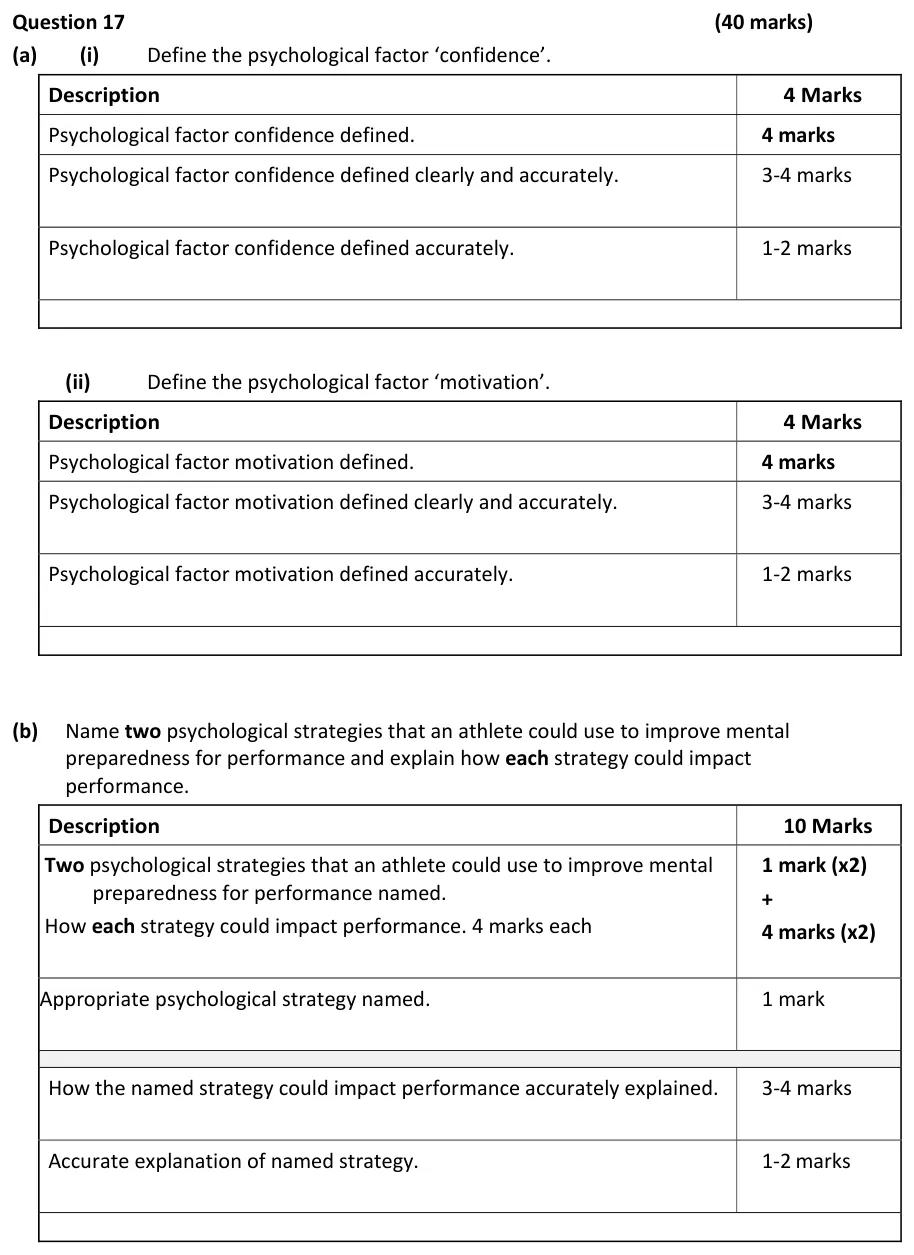 Question 17 (40 marks)
(a) (i) Define the psychological factor ‘confidence’.
Description 4 Marks
Psychological factor confidence defined. 4 marks
Psychological factor confidence defined clearly and accurately. 3-4 marks
Psychological factor confidence defined accurately. 1-2 marks
(ii) Define the psychological factor ‘motivation’.
Description 4 Marks
Psychological factor motivation defined. 4 marks
Psychological factor motivation defined clearly and accurately. 3-4 marks
Psychological factor motivation defined accurately. 1-2 marks
(b) Name two psychological strategies that an athlete could use to improve mental
preparedness for performance and explain how each strategy could impact
performance.
Description 10 Marks
Two psychological strategies that an athlete could use to improve mental 1 mark (x2)
preparedness for performance named. +
How each strategy could impact performance. 4 marks each 4 marks (x2)
Appropriate psychological strategy named. 1 mark
How the named strategy could impact performance accurately explained. 3-4 marks
Accurate explanation of named strategy. 1-2 marks